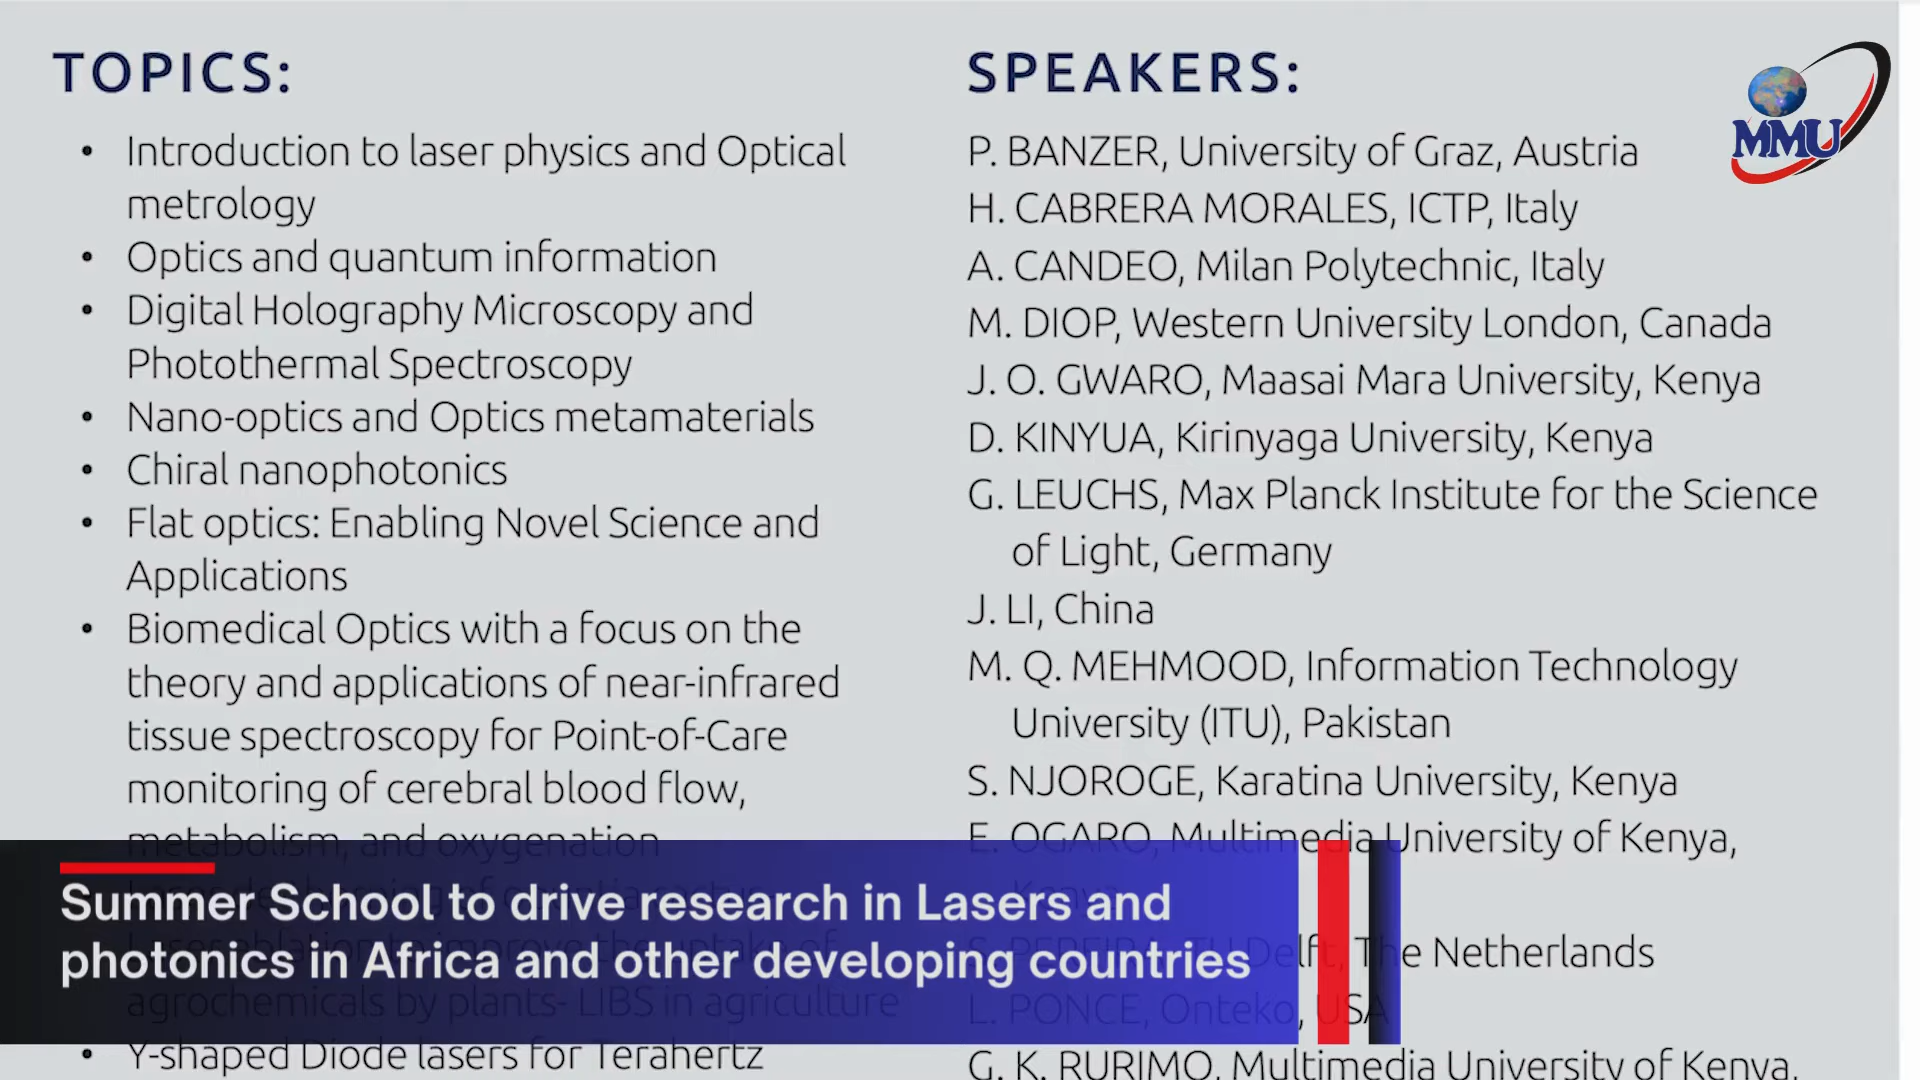 TOPICS:
• Introduction to laser physics and Optical
metrology
• Optics and quantum information
• Digital Holography Microscopy and
Photothermal Spectroscopy
• Nano-optics and Optics metamaterials
• Chiral nanophotonics
• Flat optics: Enabling Novel Science and
Applications
• Biomedical Optics with a focus on the
theory and applications of near-infrared
tissue spectroscopy for Point-of-Care
monitoring of cerebral blood flow,
metabolism, and oxygenation
agrochemicals by plants- LIBS in agriculture
• Y-shaped Diode lasers for Terahertz
SPEAKERS:
P. BANZER, University of Graz, Austria
H. CABRERA MORALES, ICTP, Italy
A. CANDEO, Milan Polytechnic, Italy
M. DIOP, Western University London, Canada
J. O. GWARO, Maasai Mara University, Kenya
D. KINYUA, Kirinyaga University, Kenya
G. LEUCHS, Max Planck Institute for the Science
of Light, Germany
J. LI, China
M. Q. MEHMOOD, Information Technology
University (ITU), Pakistan
S. NJOROGE, Karatina University, Kenya
E. OGARO, Multimedia University of Kenya,
Kenya
S. PEREIRA, TU Delft, The Netherlands
L. PONCE, Onteko, USA
G. K. RURIMO, Multimedia University of Kenya,
MMU
Summer School to drive research in Lasers and
photonics in Africa and other developing countries